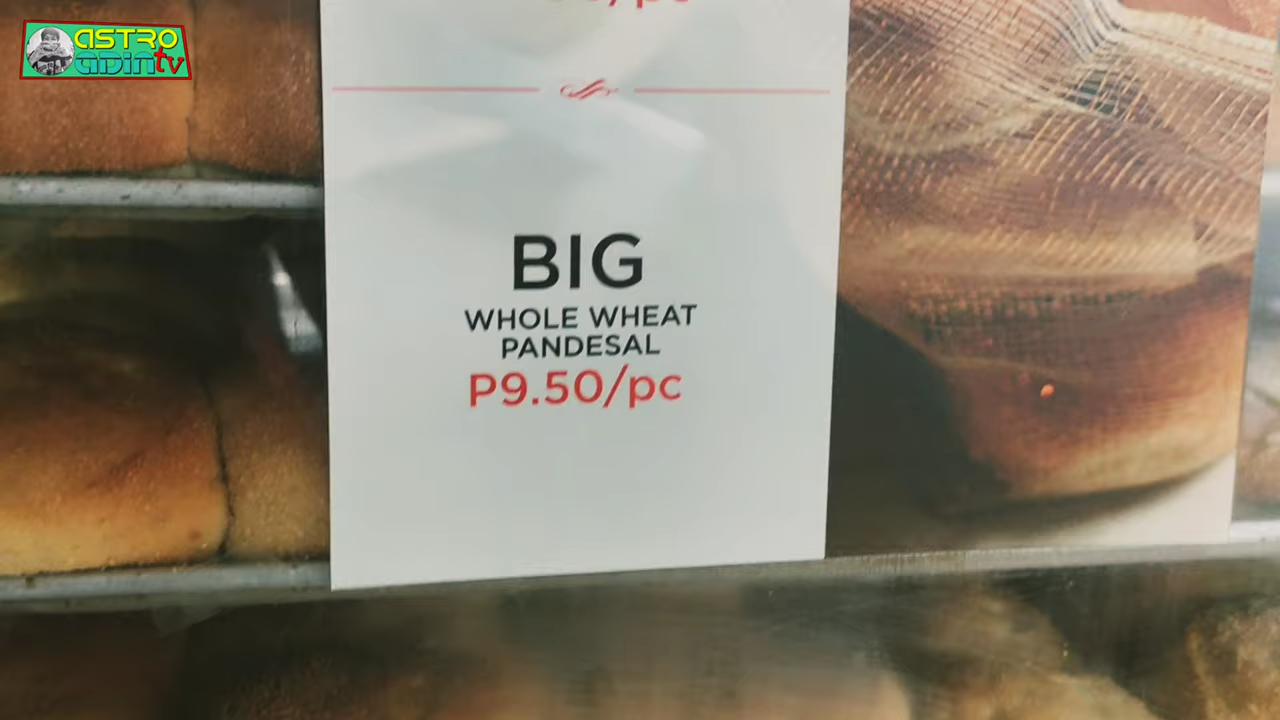 ASTRO
ADIN tv
BIG
WHOLE WHEAT
PANDESAL
P9.50/pc